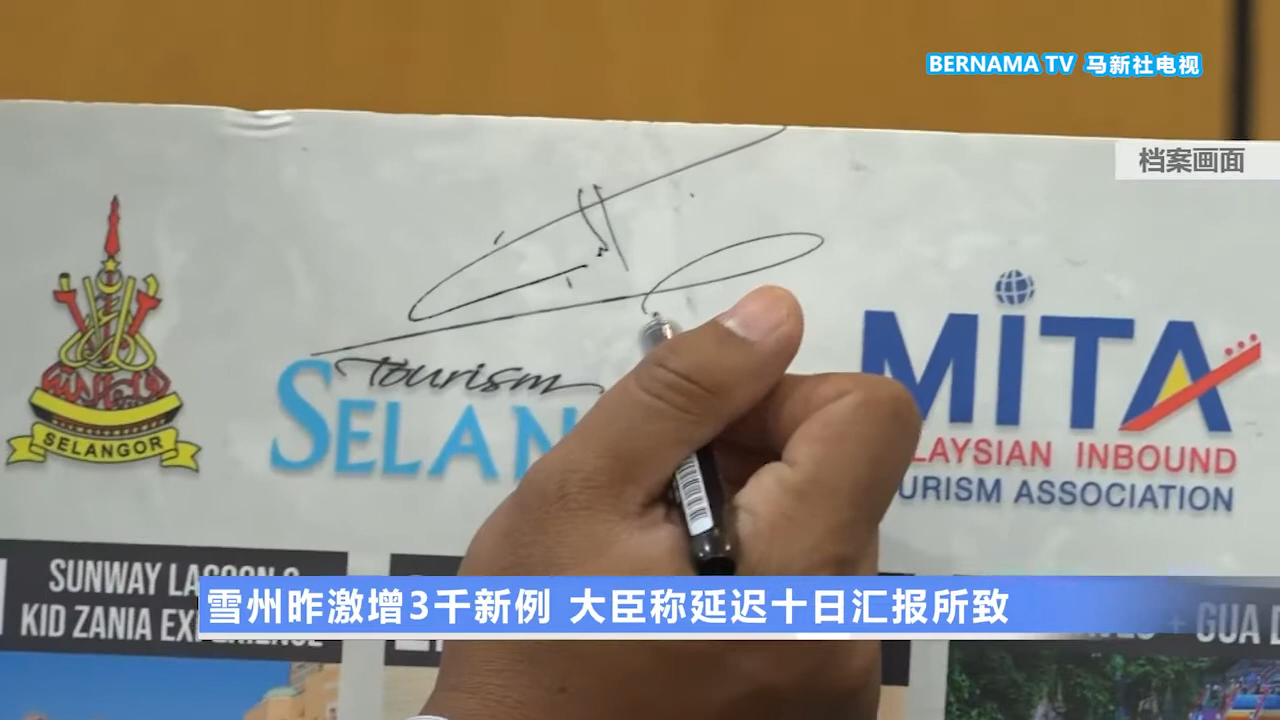 BERNAMA TV 马新社电视
档案画面
SELANGOR
Tourism
SELAN
MITA
LAYSIAN INBOUND
URISM ASSOCIATION
SUNWAY LAGOON &
KID ZANIA EXPERIENCE
+ GUA
雪州昨激增3千新例 大臣称延迟十日汇报所致